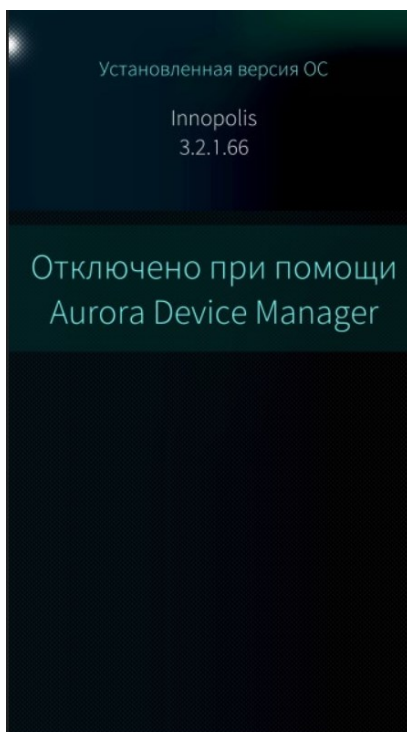 Установленная версия ОС
Innopolis
3.2.1.66
Отключено при помощи
Aurora Device Manager